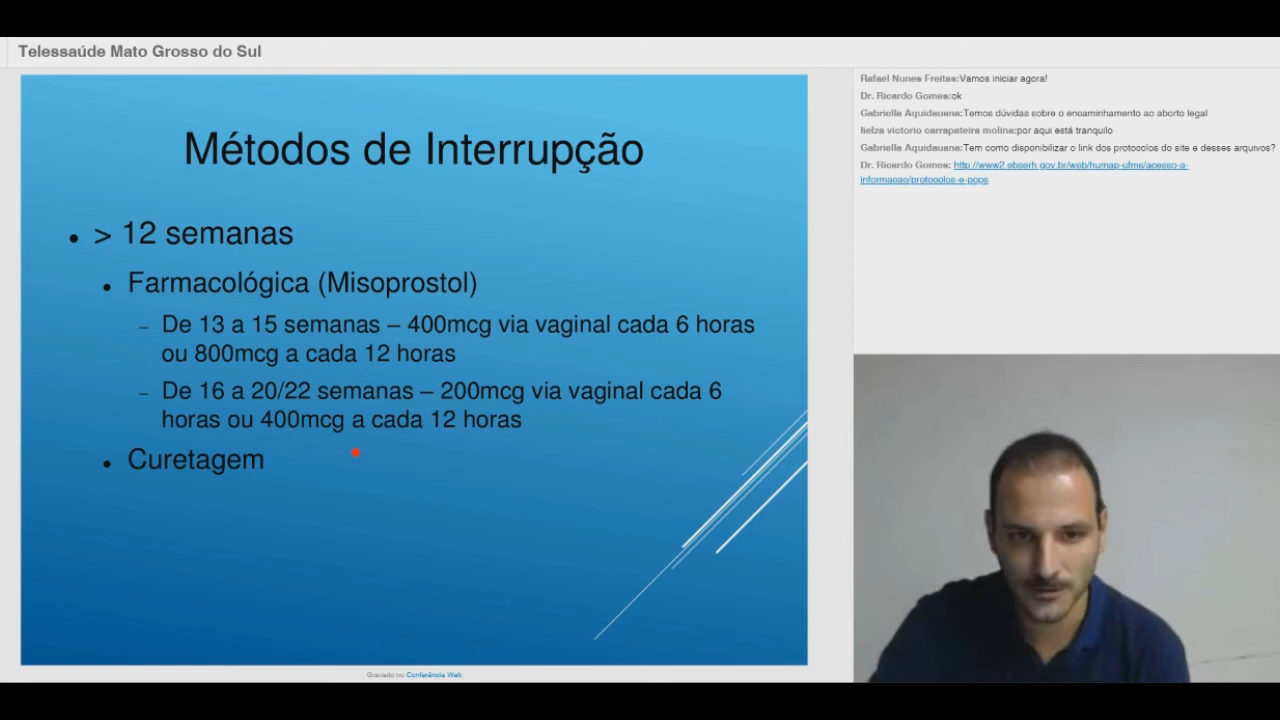 Telessaúde Mato Grosso do Sul
Métodos de Interrupção
> 12 semanas
Farmacológica (Misoprostol)
– De 13 a 15 semanas – 400mcg via vaginal cada 6 horas
ou 800mcg a cada 12 horas
– De 16 a 20/22 semanas – 200mcg via vaginal cada 6
horas ou 400mcg a cada 12 horas
Curetagem
Gravado no Conferência Web
Rafael Nunes Freitas:Vamos iniciar agora!
Dr. Ricardo Gomes:ok
Gabriella Aquidauana:Temos dúvidas sobre o encaminhamento ao aborto legal
lielza victorio carrapateira molina:por aqui está tranquilo
Gabriella Aquidauana:Tem como disponibilizar o link dos protocolos do site e desses arquivos?
Dr. Ricardo Gomes: http://www2.ebserh.gov.br/web/humap-ufms/acesso-a-
informacao/protocolos-e-pops